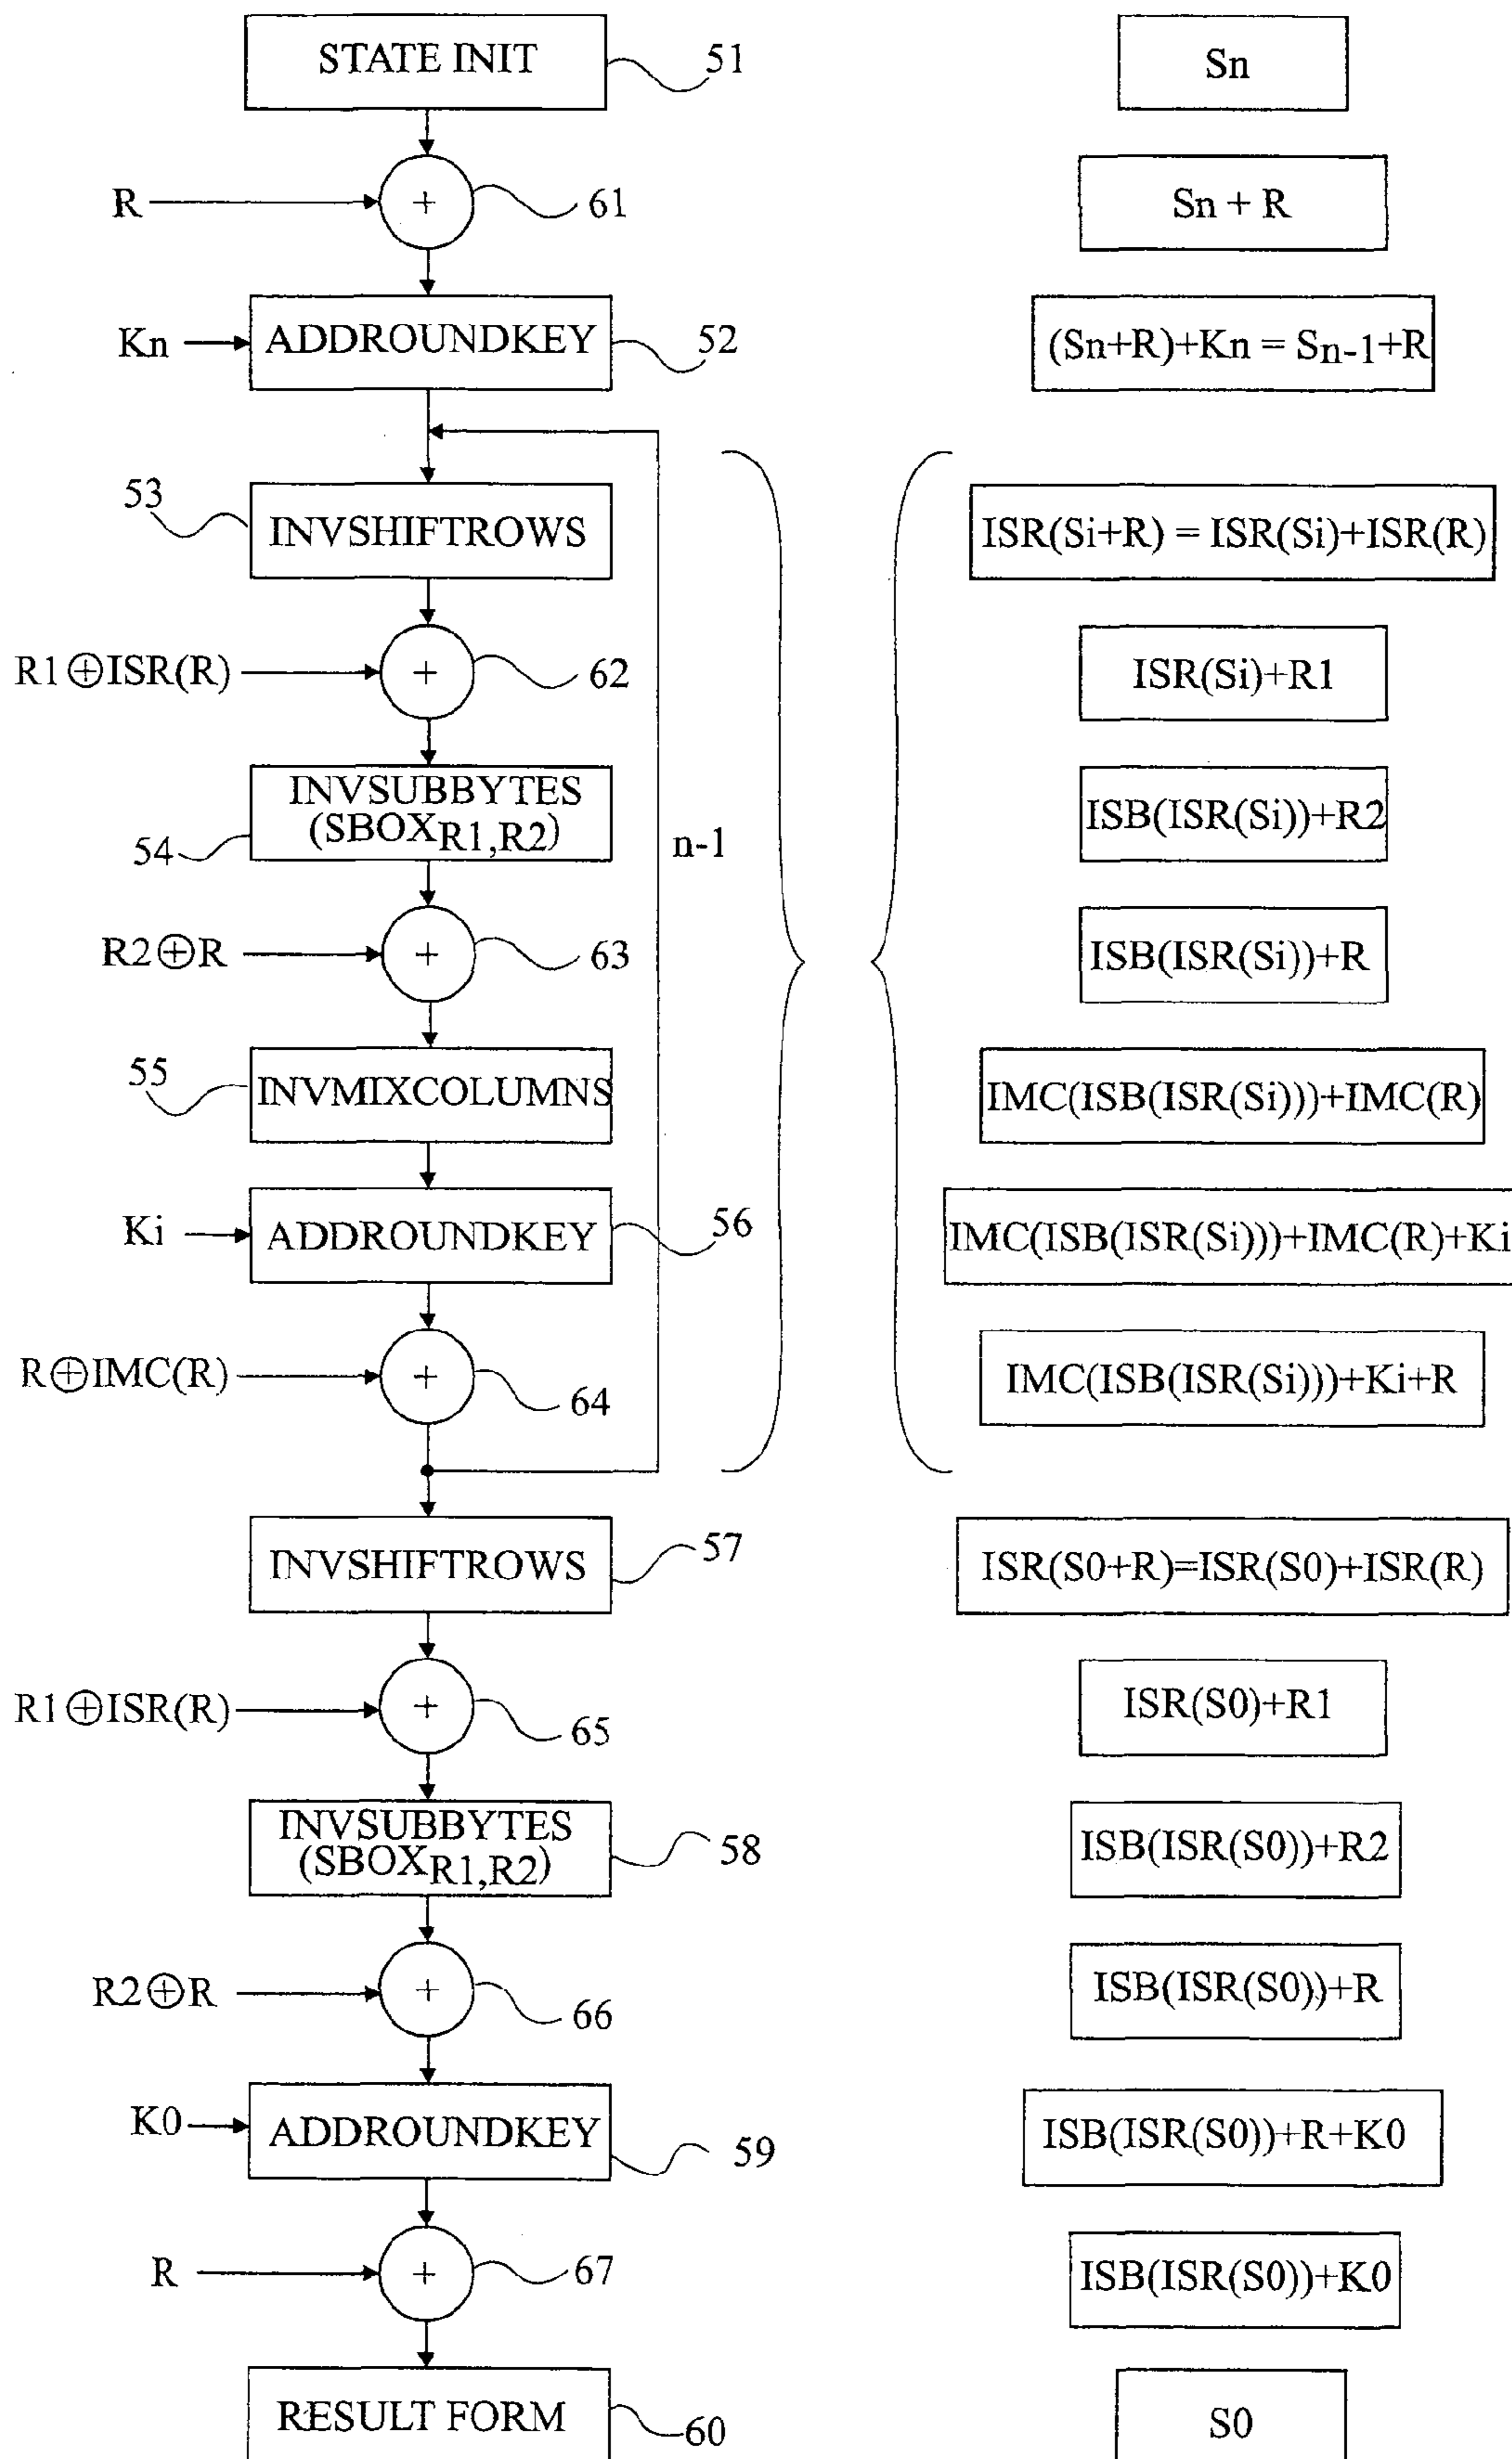 STATE INIT
51
Sn
R
+
61
Sn + R
Kn
ADDROUNDKEY
52
(Sn+R)+Kn = Sn-1+R
53
INVSHIFTROWS
ISR(Si+R) = ISR(Si)+ISR(R)
R1⊕ISR(R)
+
62
ISR(Si)+R1
INVSUBBYTES
(SBOXR1,R2)
54
n-1
ISB(ISR(Si))+R2
R2⊕R
+
63
ISB(ISR(Si))+R
55
INVMIXCOLUMNS
IMC(ISB(ISR(Si)))+IMC(R)
Ki
ADDROUNDKEY
56
IMC(ISB(ISR(Si)))+IMC(R)+Ki
R⊕IMC(R)
+
64
IMC(ISB(ISR(Si)))+Ki+R
INVSHIFTROWS
57
ISR(S0+R)=ISR(S0)+ISR(R)
R1⊕ISR(R)
+
65
ISR(S0)+R1
INVSUBBYTES
(SBOXR1,R2)
58
ISB(ISR(S0))+R2
R2⊕R
+
66
ISB(ISR(S0))+R
K0
ADDROUNDKEY
59
ISB(ISR(S0))+R+K0
R
+
67
ISB(ISR(S0))+K0
RESULT FORM
60
S0